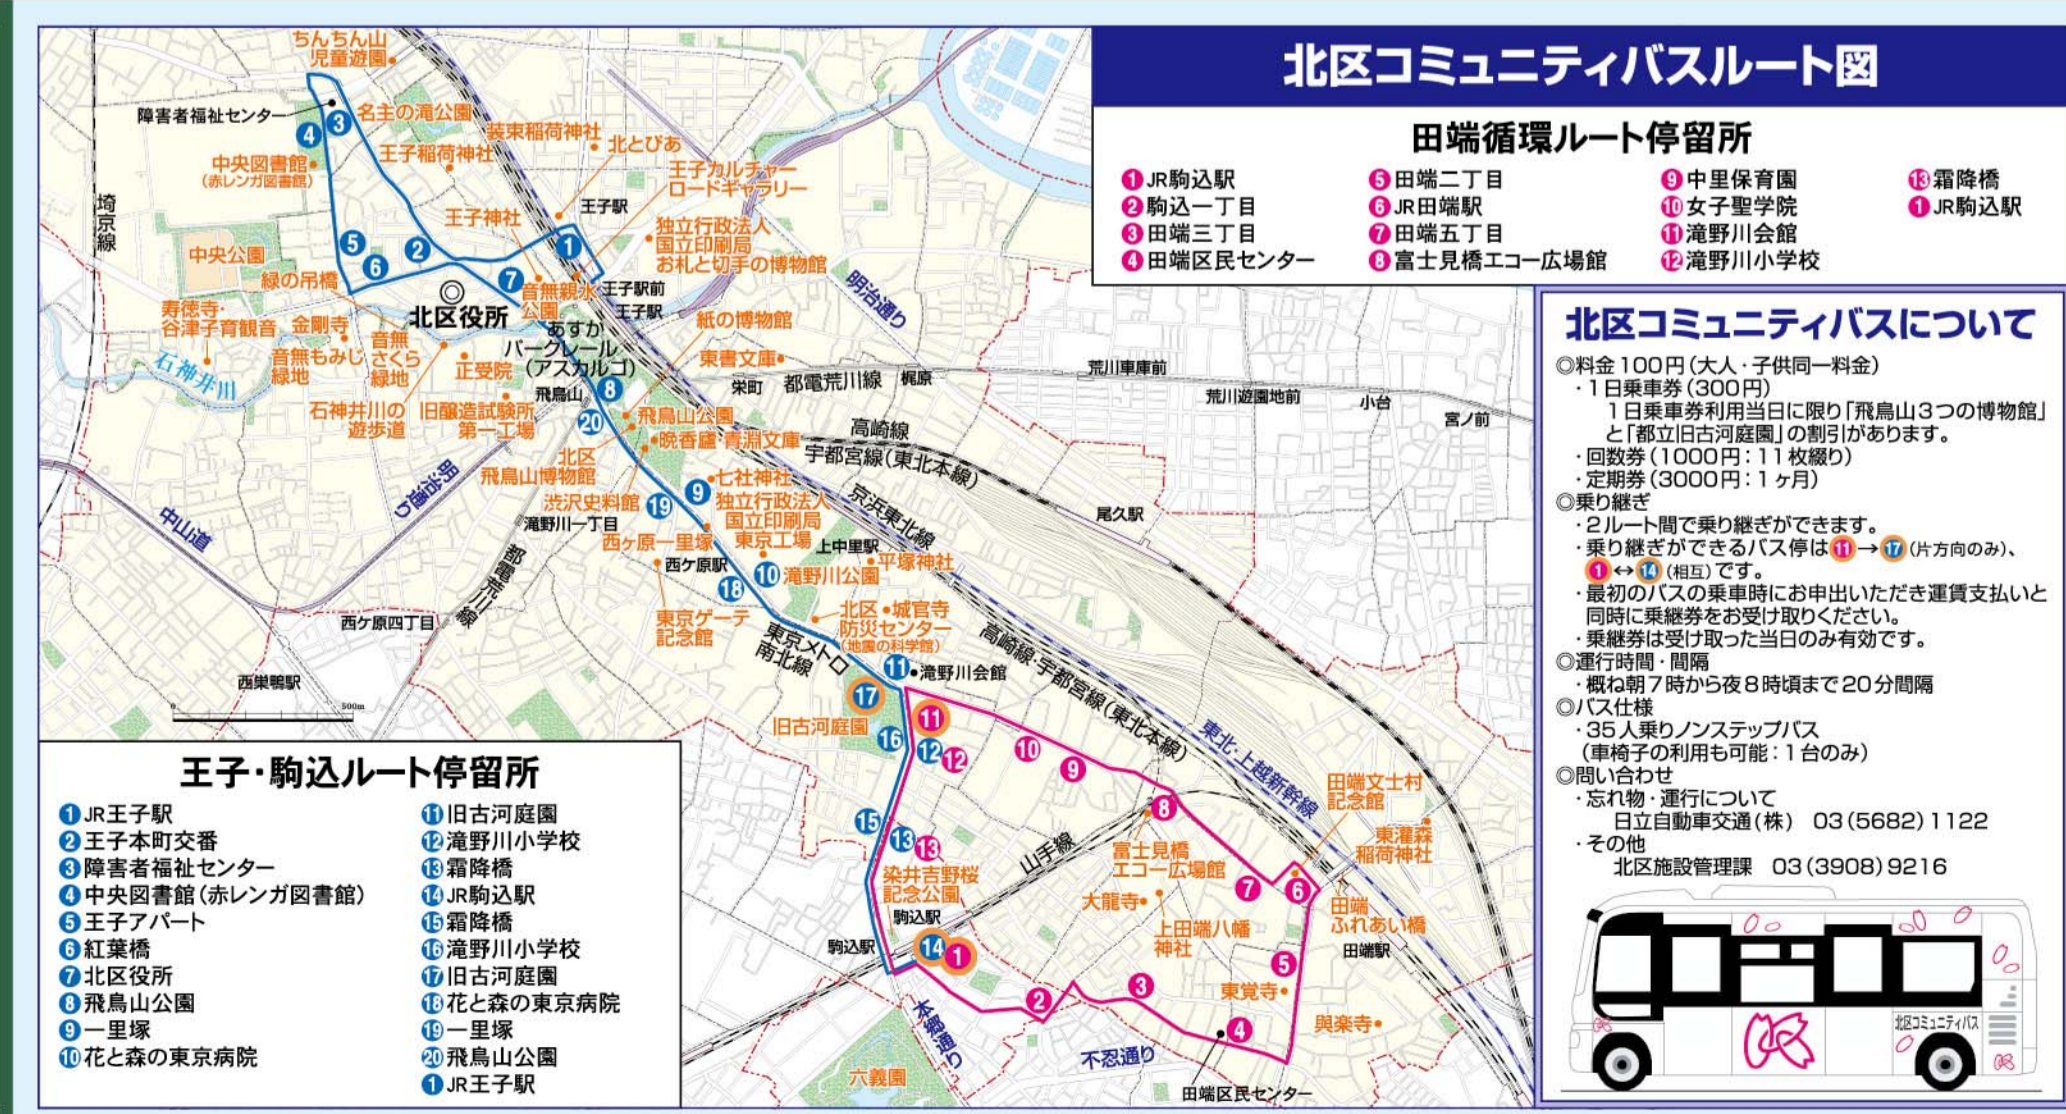 北区コミュニティバスルート図
田端循環ルート停留所
1 JR駒込駅
2 駒込一丁目
3 田端三丁目
4 田端区民センター
5 田端二丁目
6 JR田端駅
7 田端五丁目
8 富士見橋エコー広場館
9 中里保育園
10 女子聖学院
11 滝野川会館
12 滝野川小学校
13 霜降橋
1 JR駒込駅
北区コミュニティバスについて
◎料金100円(大人・子供同一料金)
・1日乗車券(300円)
1日乗車券利用当日に限り「飛鳥山3つの博物館」
と「都立旧古河庭園」の割引があります。
・回数券(1000円:11枚綴り)
・定期券(3000円:1ヶ月)
◎乗り継ぎ
・2ルート間で乗り継ぎができます。
・乗り継ぎができるバス停は11→17(片方向のみ)、
1↔14(相互)です。
・最初のバスの乗車時にお申出いただき運賃支払いと
同時に乗継券をお受け取りください。
・乗継券は受け取った当日のみ有効です。
◎運行時間・間隔
・概ね朝7時から夜8時頃まで20分間隔
◎バス仕様
・35人乗りノンステップバス
(車椅子の利用も可能:1台のみ)
◎問い合わせ
・忘れ物・運行について
日立自動車交通(株) 03(5682)1122
・その他
北区施設管理課 03(3908)9216
北区コミュニティバス
王子・駒込ルート停留所
1 JR王子駅
2 王子本町交番
3 障害者福祉センター
4 中央図書館(赤レンガ図書館)
5 王子アパート
6 紅葉橋
7 北区役所
8 飛鳥山公園
9 一里塚
10 花と森の東京病院
11 旧古河庭園
12 滝野川小学校
13 霜降橋
14 JR駒込駅
15 霜降橋
16 滝野川小学校
17 旧古河庭園
18 花と森の東京病院
19 一里塚
20 飛鳥山公園
1 JR王子駅
ちんちん山
児童遊園
障害者福祉センター
3
4
名主の滝公園
中央図書館
(赤レンガ図書館)
装束稲荷神社
北とぴあ
王子稲荷神社
王子カルチャー
ロードギャラリー
埼京線
王子神社
王子駅
独立行政法人
国立印刷局
お札と切手の博物館
中央公園
5
2
1
6
7
緑の吊橋
北区役所
音無親水
公園
王子駅前
王子駅
明治通り
寿徳寺・
谷津子育観音
金剛寺
音無もみじ
緑地
音無
さくら
緑地
正受院
あすか
パークレール
(アスカルゴ)
紙の博物館
東書文庫
石神井川
飛鳥山
8
栄町
都電荒川線
梶原
荒川車庫前
荒川遊園地前
小台
宮ノ前
石神井川の
遊歩道
旧醸造試験所
第一工場
20
飛鳥山公園
晩香廬・青淵文庫
高崎線
宇都宮線(東北本線)
北区
飛鳥山博物館
渋沢史料館
明治通り
中山道
七社神社
9
19
独立行政法人
国立印刷局
東京工場
京浜東北線
尾久駅
滝野川一丁目
西ケ原一里塚
都電荒川線
西ケ原駅
上中里駅
平塚神社
10
滝野川公園
18
東京ゲーテ
記念館
北区
防災センター
(地震の科学館)
城官寺
西ケ原四丁目
東京メトロ
南北線
高崎線・宇都宮線(東北本線)
西巣鴨駅
0
500m
11
滝野川会館
17
旧古河庭園
11
16
12
12
10
9
東北・上越新幹線
15
13
13
8
山手線
富士見橋
エコー広場館
田端文士村
記念館
東灌森
稲荷神社
染井吉野桜
記念公園
駒込駅
駒込駅
14
1
大龍寺
上田端八幡
神社
7
6
田端
ふれあい橋
田端駅
5
東覚寺
與楽寺
2
3
4
本郷通り
不忍通り
六義園
田端区民センター